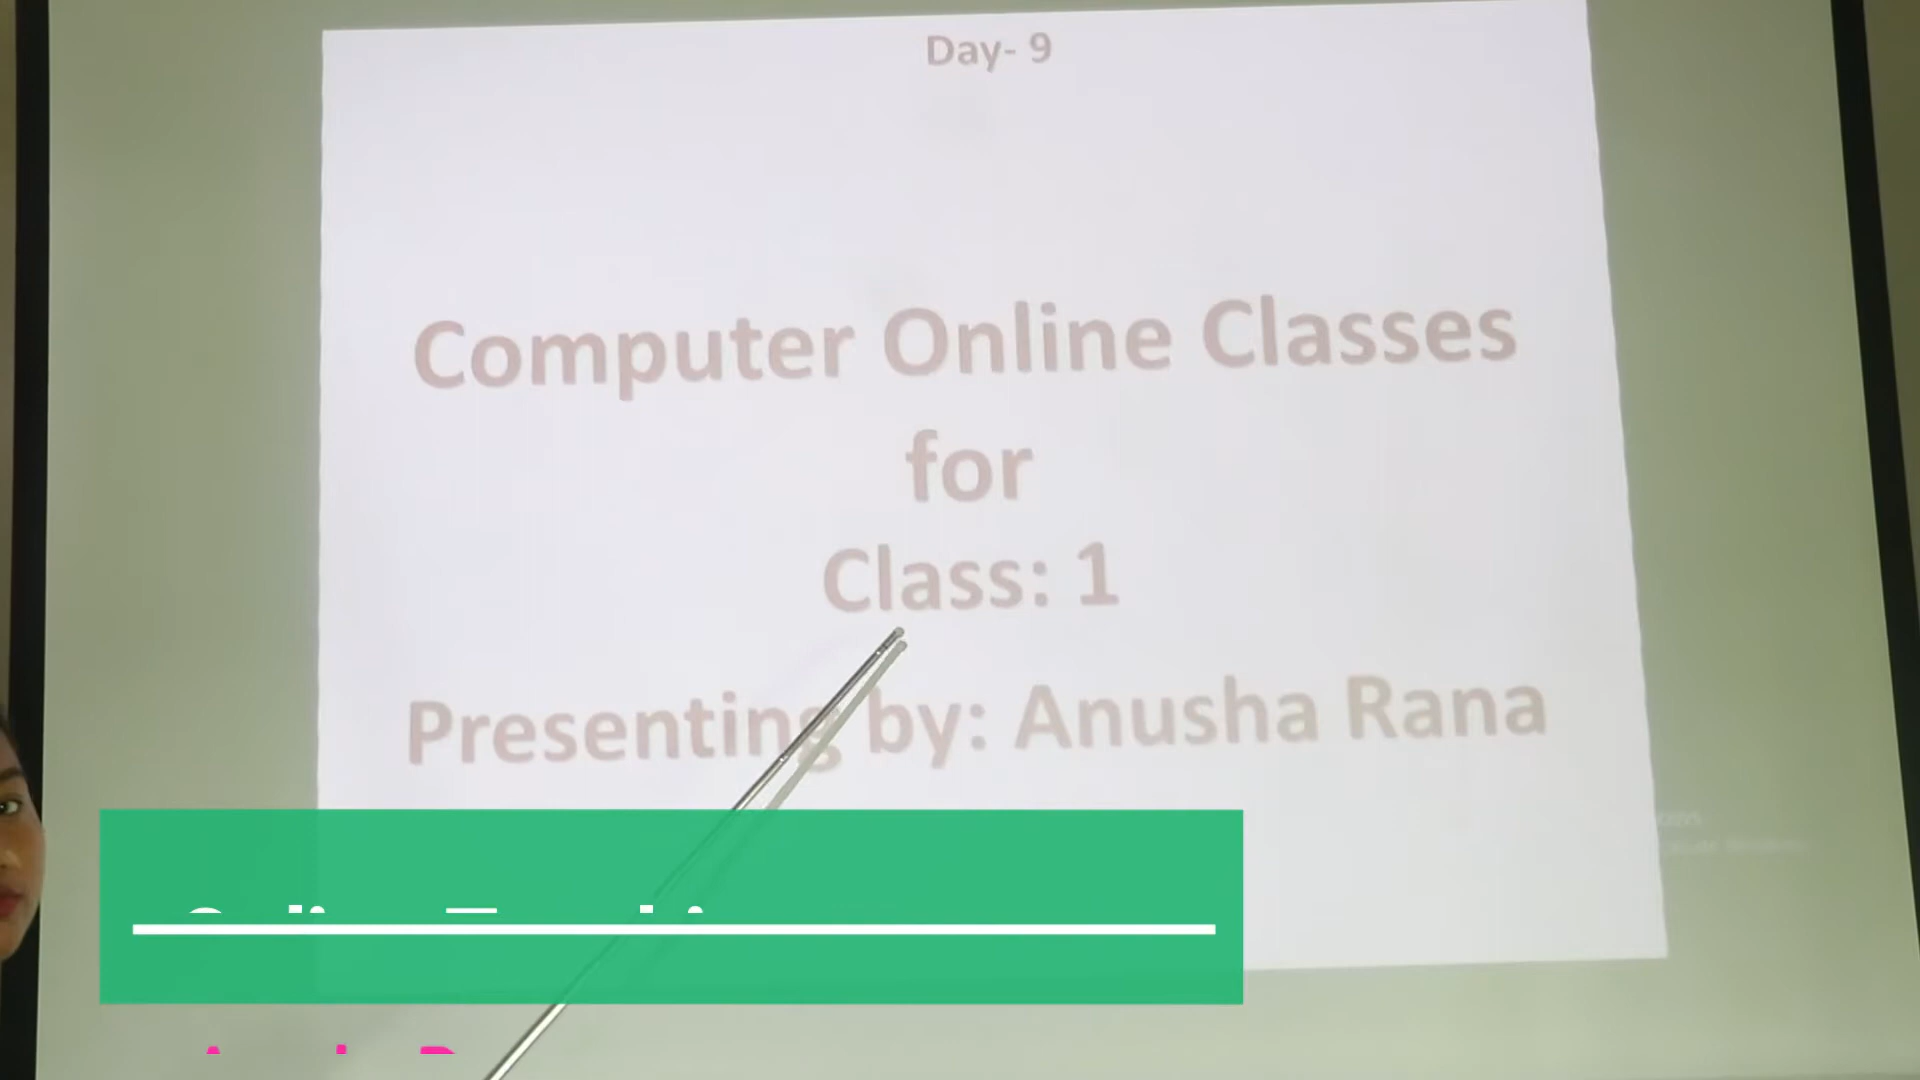 Day- 9
Computer Online Classes
for
Class: 1
Presenting by: Anusha Rana